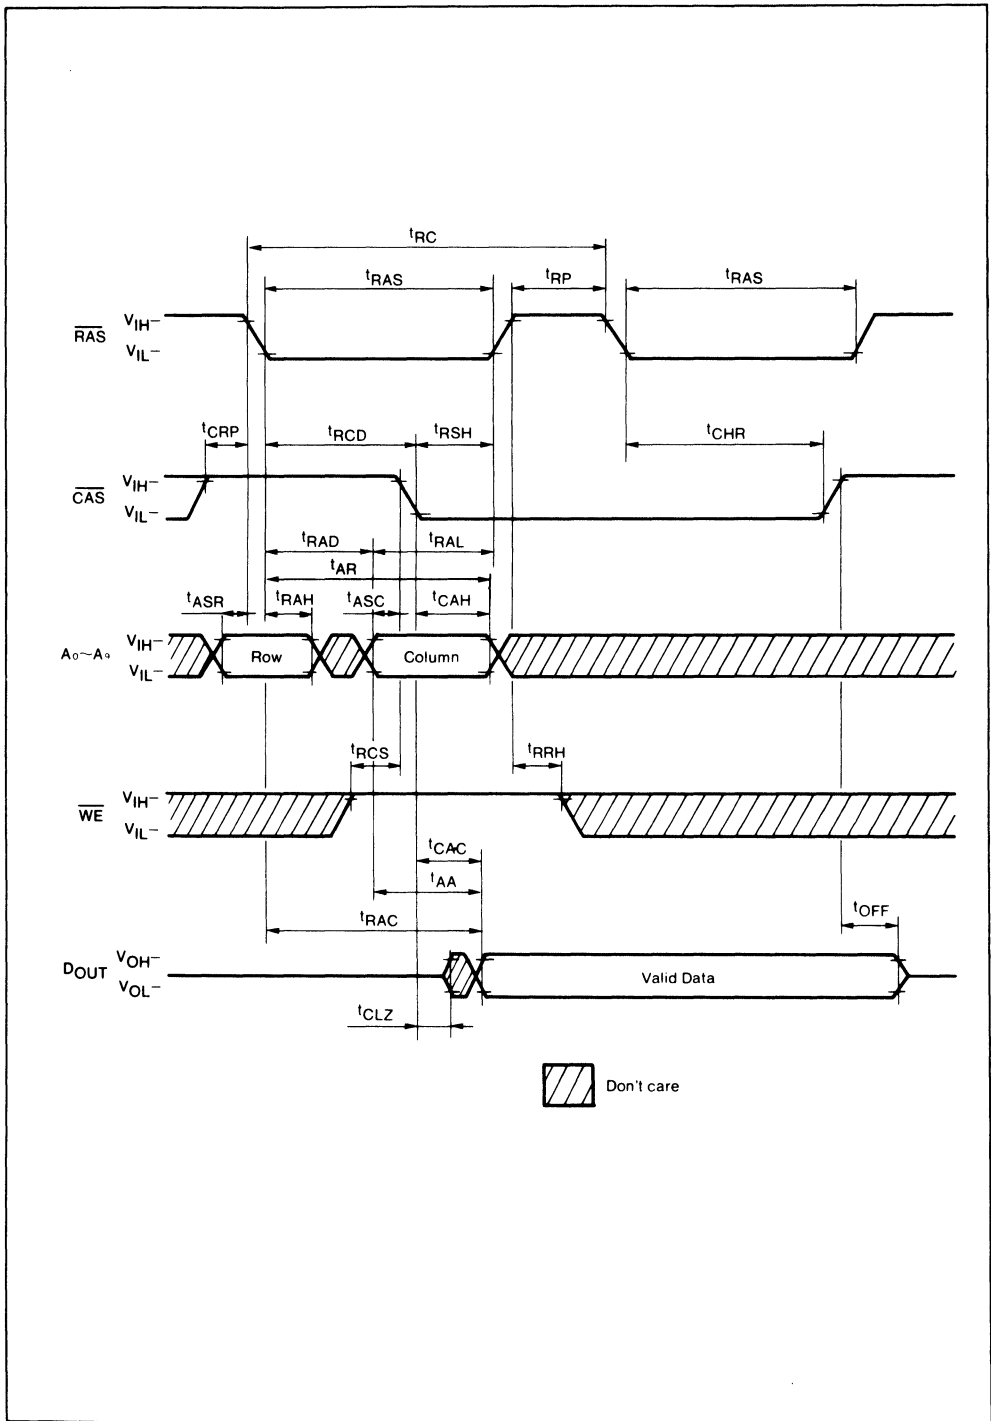 tRC
tRAS tRP tRAS
RAS VIH–
VIL–
tCRP tRCD tRSH tCHR
CAS VIH–
VIL–
tRAD tRAL
tAR
tASR tRAH tASC tCAH
A0~A9 VIH–
VIL–
Row Column
tRCS tRRH
WE VIH–
VIL–
tCAC
tAA
tRAC tOFF
DOUT VOH–
VOL–
Valid Data
tCLZ
Don't care